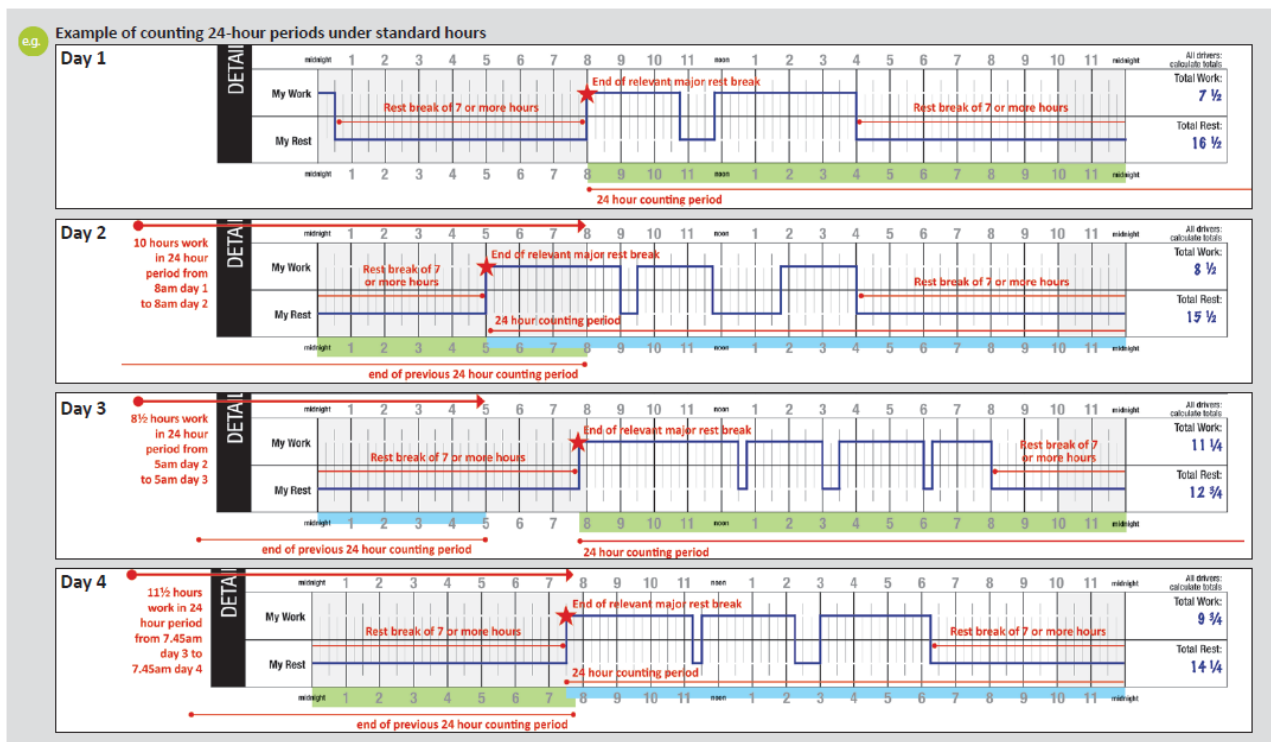 e.g.
Example of counting 24-hour periods under standard hours
Day 1
DETAI
midnight 1 2 3 4 5 6 7 8 9 10 11 noon 1 2 3 4 5 6 7 8 9 10 11 midnight
All drivers:
calculate totals
End of relevant major rest break
My Work
Rest break of 7 or more hours
Rest break of 7 or more hours
Total Work:
7 ½
My Rest
Total Rest:
16 ½
midnight 1 2 3 4 5 6 7 8 9 10 11 noon 1 2 3 4 5 6 7 8 9 10 11 midnight
24 hour counting period
Day 2
10 hours work
in 24 hour
period from
8am day 1
to 8am day 2
DETAI
midnight 1 2 3 4 5 6 7 8 9 10 11 noon 1 2 3 4 5 6 7 8 9 10 11 midnight
All drivers:
calculate totals
End of relevant major rest break
My Work
Rest break of 7
or more hours
Rest break of 7 or more hours
Total Work:
8 ½
My Rest
24 hour counting period
Total Rest:
15 ½
midnight 1 2 3 4 5 6 7 8 9 10 11 noon 1 2 3 4 5 6 7 8 9 10 11 midnight
end of previous 24 hour counting period
Day 3
8½ hours work
in 24 hour
period from
5am day 2
to 5am day 3
DETAIL
midnight 1 2 3 4 5 6 7 8 9 10 11 noon 1 2 3 4 5 6 7 8 9 10 11 midnight
All drivers:
calculate totals
End of relevant major rest break
My Work
Rest break of 7 or more hours
Rest break of 7
or more hours
Total Work:
11 ¼
My Rest
Total Rest:
12 ¾
midnight 1 2 3 4 5 6 7 8 9 10 11 noon 1 2 3 4 5 6 7 8 9 10 11 midnight
end of previous 24 hour counting period
24 hour counting period
Day 4
11½ hours
work in 24
hour period
from 7.45am
day 3 to
7.45am day 4
DETAI
midnight 1 2 3 4 5 6 7 8 9 10 11 noon 1 2 3 4 5 6 7 8 9 10 11 midnight
All drivers:
calculate totals
End of relevant major rest break
My Work
Rest break of 7 or more hours
Rest break of 7 or more hours
Total Work:
9 ¾
My Rest
24 hour counting period
Total Rest:
14 ¼
midnight 1 2 3 4 5 6 7 8 9 10 11 noon 1 2 3 4 5 6 7 8 9 10 11 midnight
end of previous 24 hour counting period